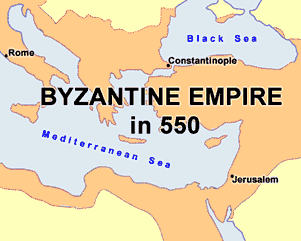 Black Sea
Rome
Constantinople
BYZANTINE EMPIRE
in 550
Mediterranean Sea
Jerusalem